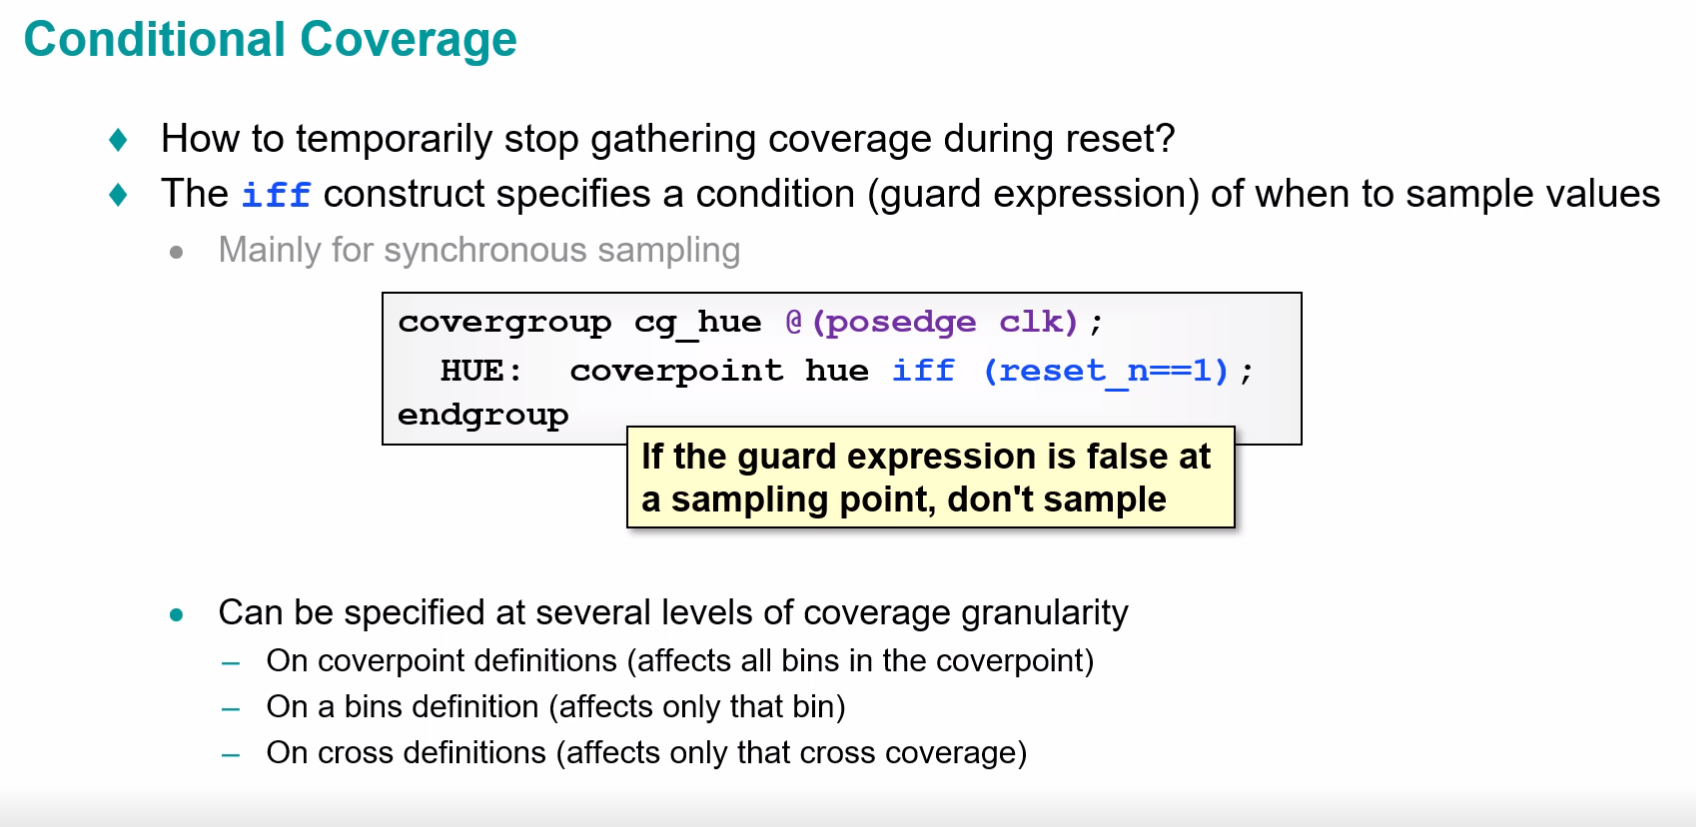 Conditional Coverage
How to temporarily stop gathering coverage during reset?
The iff construct specifies a condition (guard expression) of when to sample values
Mainly for synchronous sampling
covergroup cg_hue @(posedge clk);
HUE: coverpoint hue iff (reset_n==1);
endgroup
If the guard expression is false at
a sampling point, don't sample
Can be specified at several levels of coverage granularity
– On coverpoint definitions (affects all bins in the coverpoint)
– On a bins definition (affects only that bin)
– On cross definitions (affects only that cross coverage)